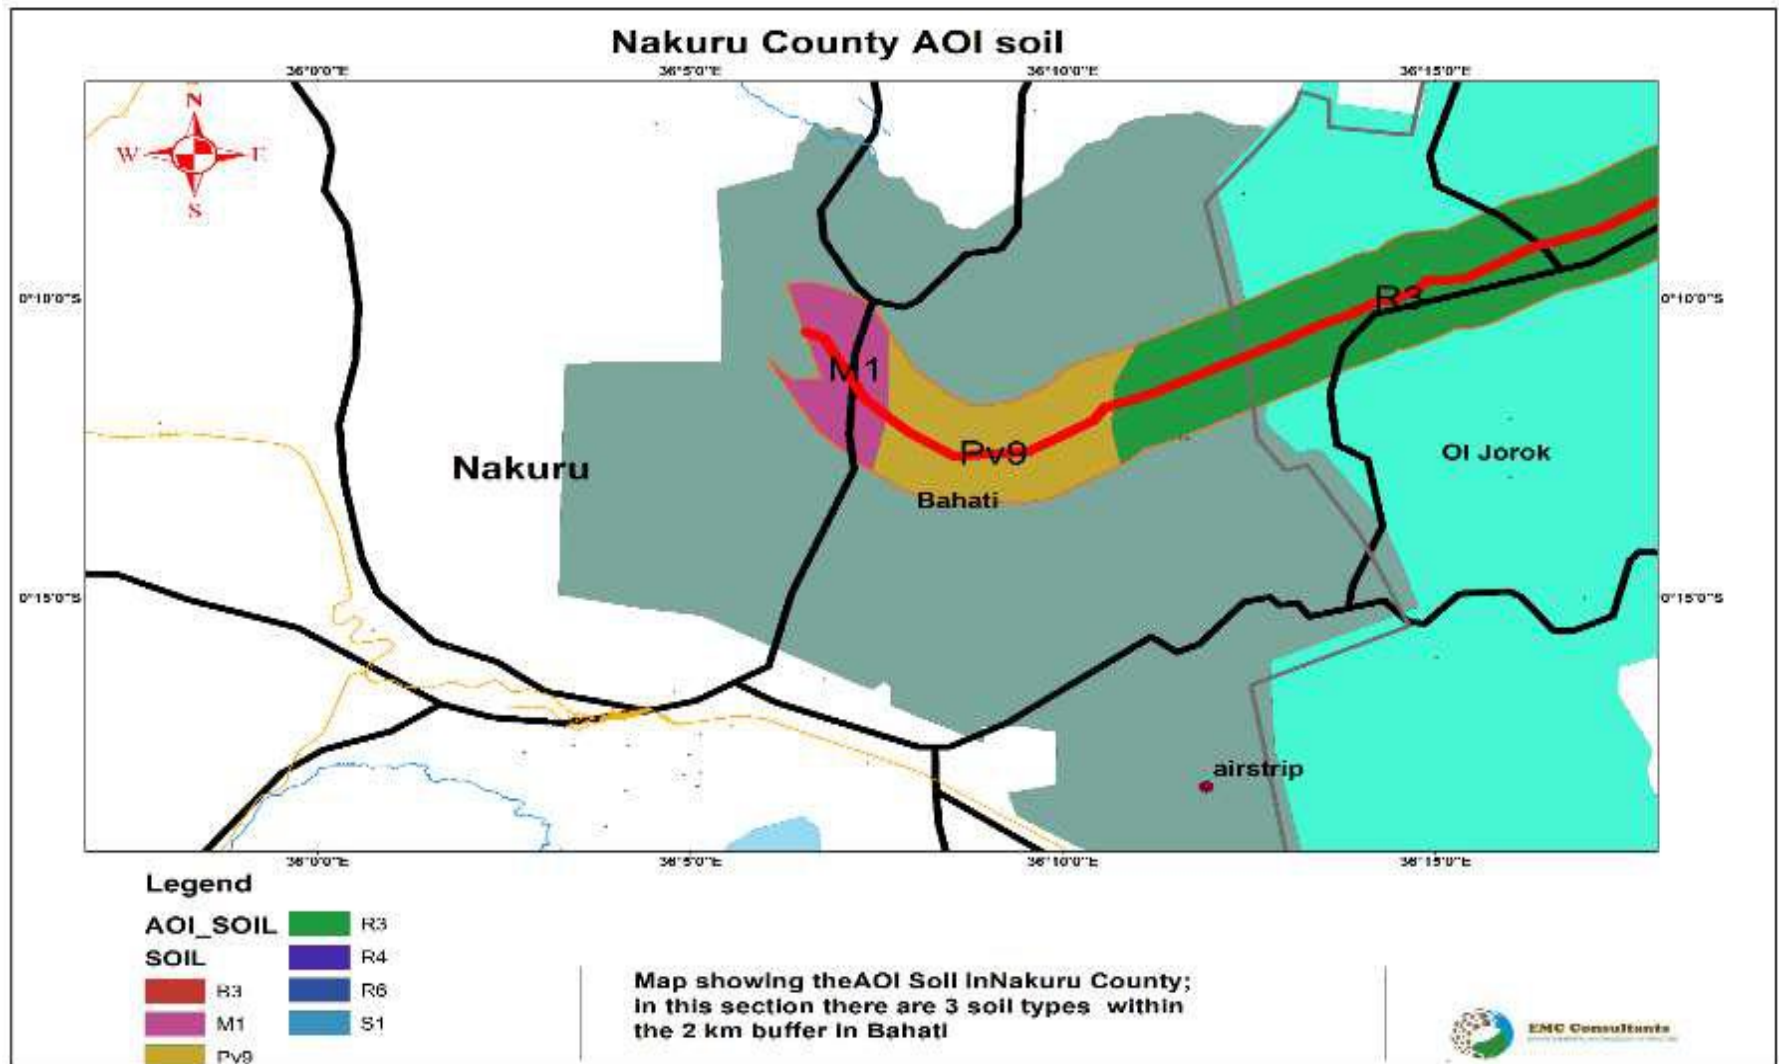 Nakuru County AOI soil
36°0'0"E 36°5'0"E 36°10'0"E 36°15'0"E
N
W E
S
0°10'0"S 0°10'0"S
R3
M1
Pv9
Nakuru
Ol Jorok
Bahati
0°15'0"S 0°15'0"S
airstrip
36°0'0"E 36°5'0"E 36°10'0"E 36°15'0"E
Legend
AOI_SOIL
SOIL
B3
M1
Pv9
R3
R4
R6
S1
Map showing theAOI Soil InNakuru County;
in this section there are 3 soil types within
the 2 km buffer in Bahati
EMC Consultants